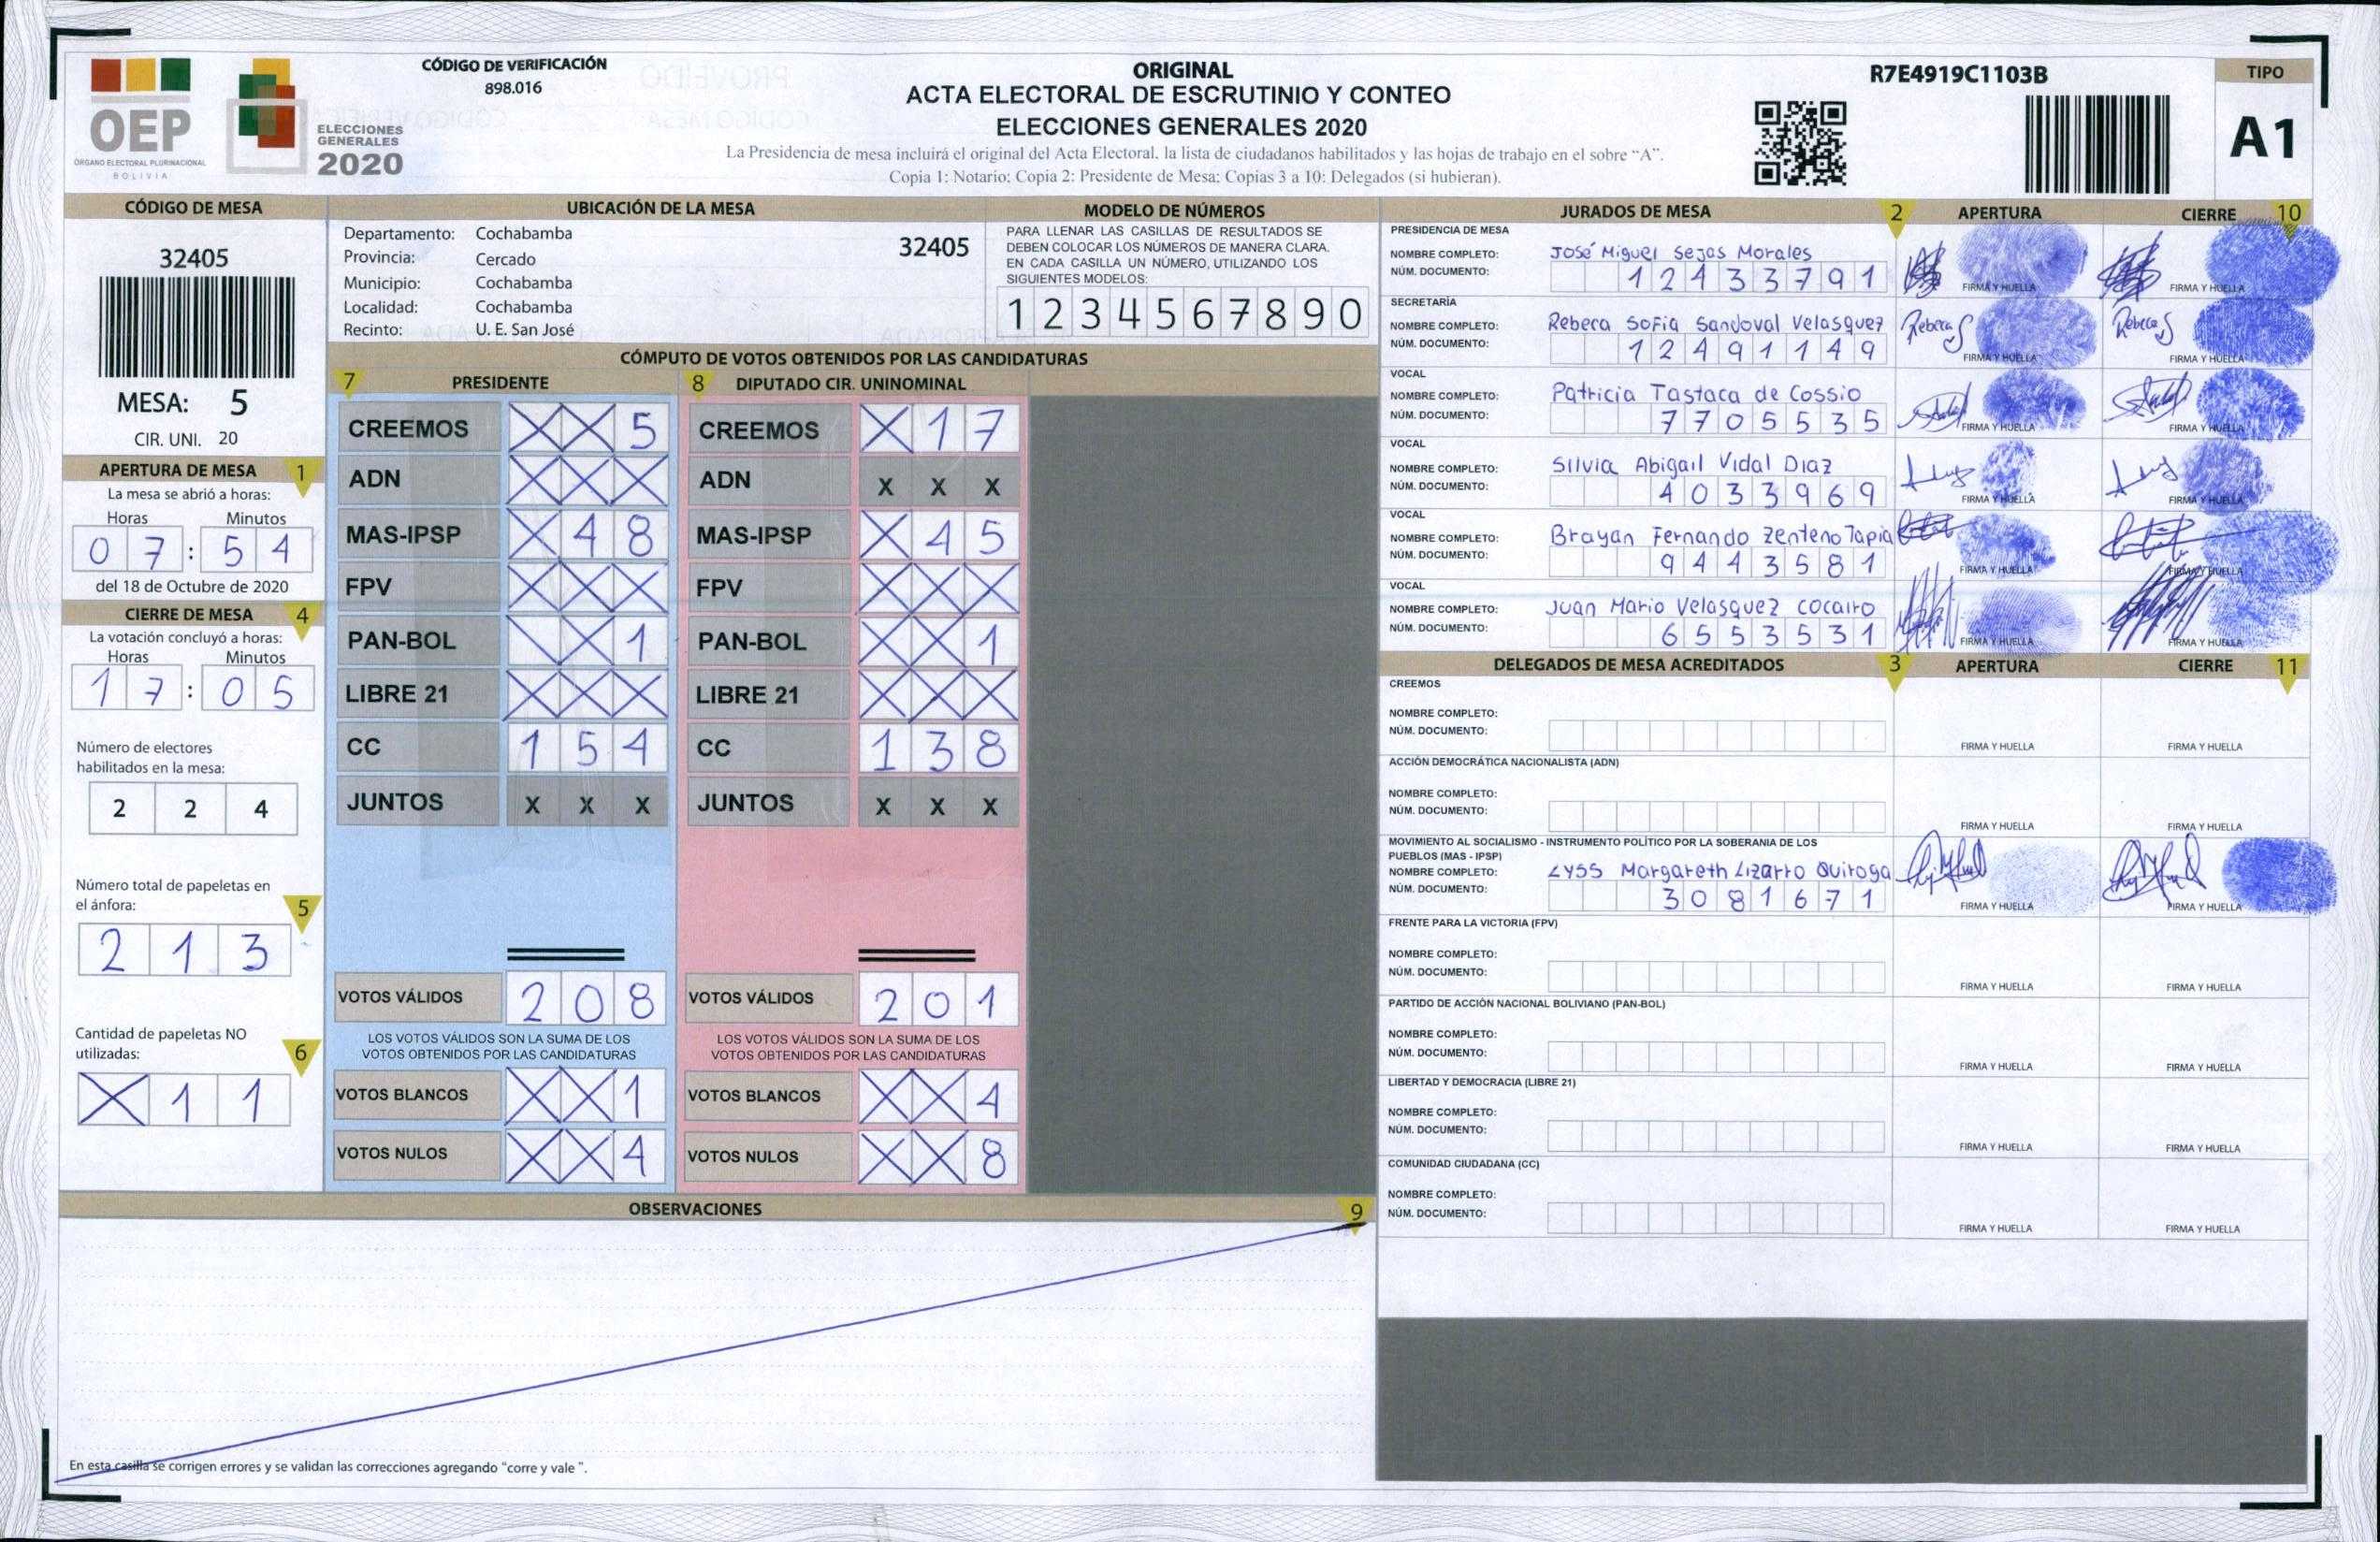 OEP
ÓRGANO ELECTORAL PLURINACIONAL
BOLIVIA
ELECCIONES
GENERALES
2020
CÓDIGO DE VERIFICACIÓN
898.016
ORIGINAL
ACTA ELECTORAL DE ESCRUTINIO Y CONTEO
ELECCIONES GENERALES 2020
La Presidencia de mesa incluirá el original del Acta Electoral, la lista de ciudadanos habilitados y las hojas de trabajo en el sobre “A”.
Copia 1: Notario; Copia 2: Presidente de Mesa; Copias 3 a 10: Delegados (si hubieran).
R7E4919C1103B
TIPO
A1
CÓDIGO DE MESA
32405
MESA: 5
CIR. UNI. 20
APERTURA DE MESA 1
La mesa se abrió a horas:
Horas Minutos
0 7 : 5 4
del 18 de Octubre de 2020
CIERRE DE MESA 4
La votación concluyó a horas:
Horas Minutos
1 7 : 0 5
Número de electores
habilitados en la mesa:
2 2 4
Número total de papeletas en
el ánfora: 5
2 1 3
Cantidad de papeletas NO
utilizadas: 6
X 1 1
UBICACIÓN DE LA MESA
Departamento: Cochabamba
Provincia: Cercado
Municipio: Cochabamba
Localidad: Cochabamba
Recinto: U. E. San José
32405
MODELO DE NÚMEROS
PARA LLENAR LAS CASILLAS DE RESULTADOS SE
DEBEN COLOCAR LOS NÚMEROS DE MANERA CLARA.
EN CADA CASILLA UN NÚMERO, UTILIZANDO LOS
SIGUIENTES MODELOS:
1 2 3 4 5 6 7 8 9 0
CÓMPUTO DE VOTOS OBTENIDOS POR LAS CANDIDATURAS
7 PRESIDENTE 8 DIPUTADO CIR. UNINOMINAL
CREEMOS X X 5 CREEMOS X 1 7
ADN X X X ADN X X X
MAS-IPSP X 4 8 MAS-IPSP X 4 5
FPV X X X FPV X X X
PAN-BOL X X 1 PAN-BOL X X 1
LIBRE 21 X X X LIBRE 21 X X X
CC 1 5 4 CC 1 3 8
JUNTOS X X X JUNTOS X X X
VOTOS VÁLIDOS 2 0 8 VOTOS VÁLIDOS 2 0 1
LOS VOTOS VÁLIDOS SON LA SUMA DE LOS LOS VOTOS VÁLIDOS SON LA SUMA DE LOS
VOTOS OBTENIDOS POR LAS CANDIDATURAS VOTOS OBTENIDOS POR LAS CANDIDATURAS
VOTOS BLANCOS X X 1 VOTOS BLANCOS X X 4
VOTOS NULOS X X 4 VOTOS NULOS X X 8
OBSERVACIONES 9
En esta casilla se corrigen errores y se validan las correcciones agregando "corre y vale ".
JURADOS DE MESA 2 APERTURA CIERRE 10
PRESIDENCIA DE MESA
NOMBRE COMPLETO: José Miguel Sejas Morales
NÚM. DOCUMENTO: 1 2 4 3 3 7 9 1 FIRMA Y HUELLA FIRMA Y HUELLA
SECRETARÍA
NOMBRE COMPLETO: Rebeca Sofia Sandoval Velasquez
NÚM. DOCUMENTO: 1 2 4 9 1 1 4 9 FIRMA Y HUELLA FIRMA Y HUELLA
VOCAL
NOMBRE COMPLETO: Patricia Tastaca de Cossio
NÚM. DOCUMENTO: 7 7 0 5 5 3 5 FIRMA Y HUELLA FIRMA Y HUELLA
VOCAL
NOMBRE COMPLETO: Silvia Abigail Vidal Diaz
NÚM. DOCUMENTO: 4 0 3 3 9 6 9 FIRMA Y HUELLA FIRMA Y HUELLA
VOCAL
NOMBRE COMPLETO: Brayan Fernando Zenteno Tapia
NÚM. DOCUMENTO: 9 4 4 3 5 8 1 FIRMA Y HUELLA FIRMA Y HUELLA
VOCAL
NOMBRE COMPLETO: Juan Mario Velasquez Cocairo
NÚM. DOCUMENTO: 6 5 5 3 5 3 1 FIRMA Y HUELLA FIRMA Y HUELLA
DELEGADOS DE MESA ACREDITADOS 3 APERTURA CIERRE 11
CREEMOS
NOMBRE COMPLETO:
NÚM. DOCUMENTO: FIRMA Y HUELLA FIRMA Y HUELLA
ACCIÓN DEMOCRÁTICA NACIONALISTA (ADN)
NOMBRE COMPLETO:
NÚM. DOCUMENTO: FIRMA Y HUELLA FIRMA Y HUELLA
MOVIMIENTO AL SOCIALISMO - INSTRUMENTO POLÍTICO POR LA SOBERANIA DE LOS
PUEBLOS (MAS - IPSP)
NOMBRE COMPLETO: Lyss Margareth Lizarro Quiroga
NÚM. DOCUMENTO: 3 0 8 1 6 7 1 FIRMA Y HUELLA FIRMA Y HUELLA
FRENTE PARA LA VICTORIA (FPV)
NOMBRE COMPLETO:
NÚM. DOCUMENTO: FIRMA Y HUELLA FIRMA Y HUELLA
PARTIDO DE ACCIÓN NACIONAL BOLIVIANO (PAN-BOL)
NOMBRE COMPLETO:
NÚM. DOCUMENTO: FIRMA Y HUELLA FIRMA Y HUELLA
LIBERTAD Y DEMOCRACIA (LIBRE 21)
NOMBRE COMPLETO:
NÚM. DOCUMENTO: FIRMA Y HUELLA FIRMA Y HUELLA
COMUNIDAD CIUDADANA (CC)
NOMBRE COMPLETO:
NÚM. DOCUMENTO: FIRMA Y HUELLA FIRMA Y HUELLA